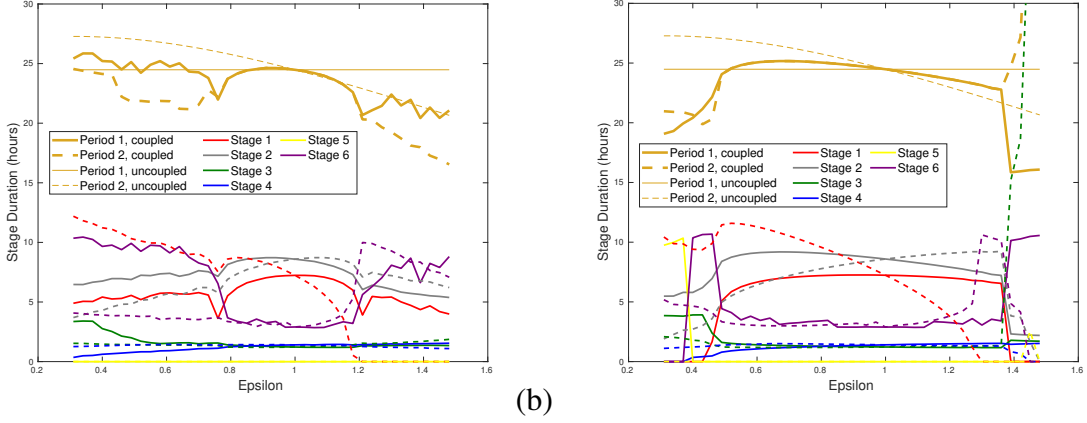 30
25
20
15
10
5
0
Stage Duration (hours)
Period 1, coupled
Period 2, coupled
Period 1, uncoupled
Period 2, uncoupled
Stage 1
Stage 2
Stage 3
Stage 4
Stage 5
Stage 6
0.2 0.4 0.6 0.8 1 1.2 1.4 1.6
Epsilon
(b)
30
25
20
15
10
5
0
Stage Duration (hours)
Period 1, coupled
Period 2, coupled
Period 1, uncoupled
Period 2, uncoupled
Stage 1
Stage 2
Stage 3
Stage 4
Stage 5
Stage 6
0.2 0.4 0.6 0.8 1 1.2 1.4 1.6
Epsilon